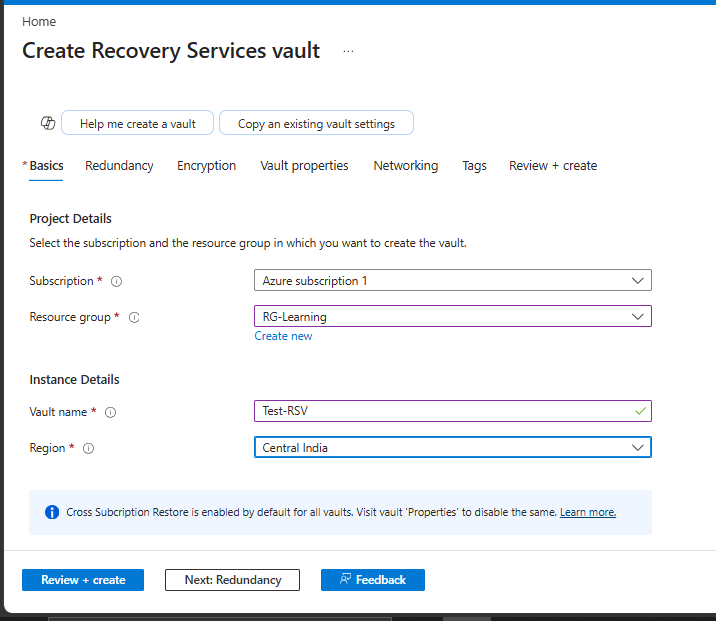 Home
Create Recovery Services vault ...
Help me create a vault Copy an existing vault settings
* Basics Redundancy Encryption Vault properties Networking Tags Review + create
Project Details
Select the subscription and the resource group in which you want to create the vault.
Subscription * Azure subscription 1
Resource group * RG-Learning
Create new
Instance Details
Vault name * Test-RSV
Region * Central India
Cross Subcription Restore is enabled by default for all vaults. Visit vault 'Properties' to disable the same. Learn more.
Review + create Next: Redundancy Feedback